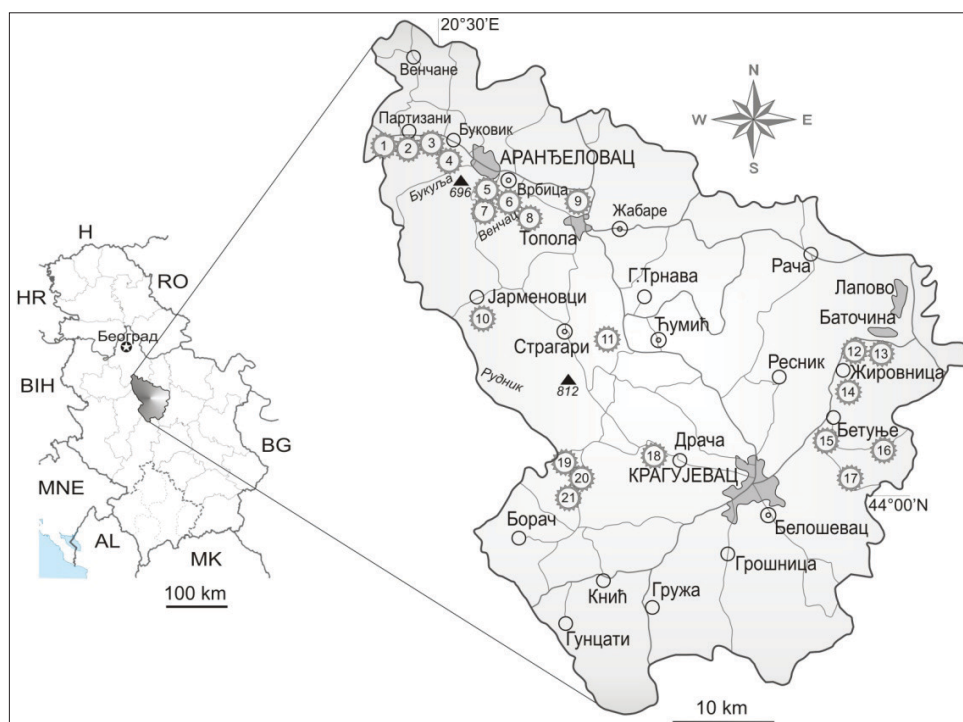 20°30'E
N
W
E
S
Венчане
Партизани
Буковик
1
2
3
4
АРАНЂЕЛОВАЦ
Букуља
696
5
Врбица
6
7
8
9
Венчац
Топола
Жабаре
Рача
Г.Трнава
Лапово
Баточина
Јарменовци
10
Страгари
11
Ћумић
12
13
Жировница
14
Ресник
Рудник
812
Бетуње
15
16
17
18
Драча
19
20
21
КРАГУЈЕВАЦ
44°00'N
Борач
Белошевац
Грошница
Кнић
Гружа
Гунцати
10 km
H
RO
HR
Београд
BIH
BG
MNE
AL
MK
100 km